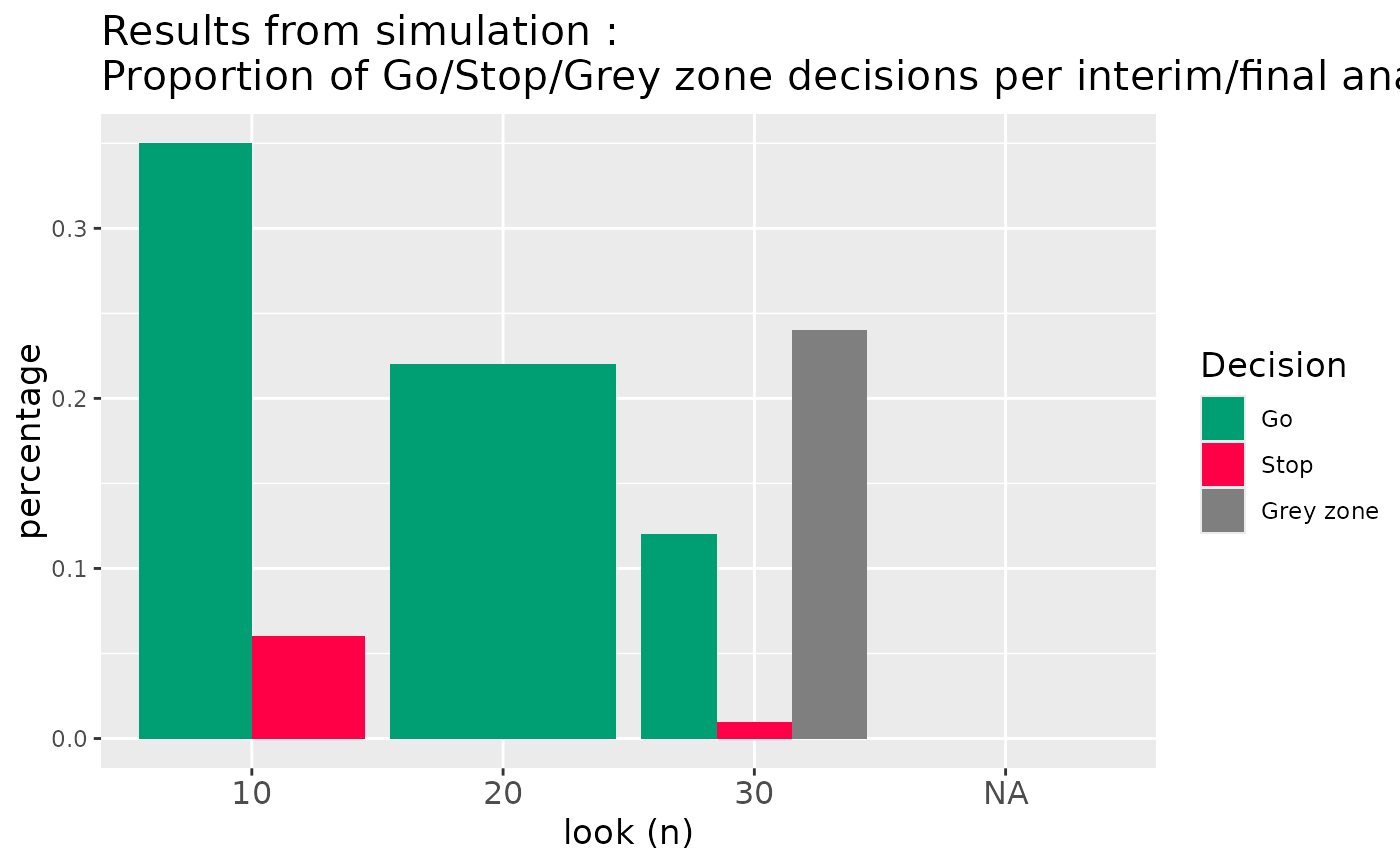 Results from simulation :
Proportion of Go/Stop/Grey zone decisions per interim/final ana
0.3
0.2
0.1
0.0
percentage
10 20 30 NA
look (n)
Decision
Go
Stop
Grey zone